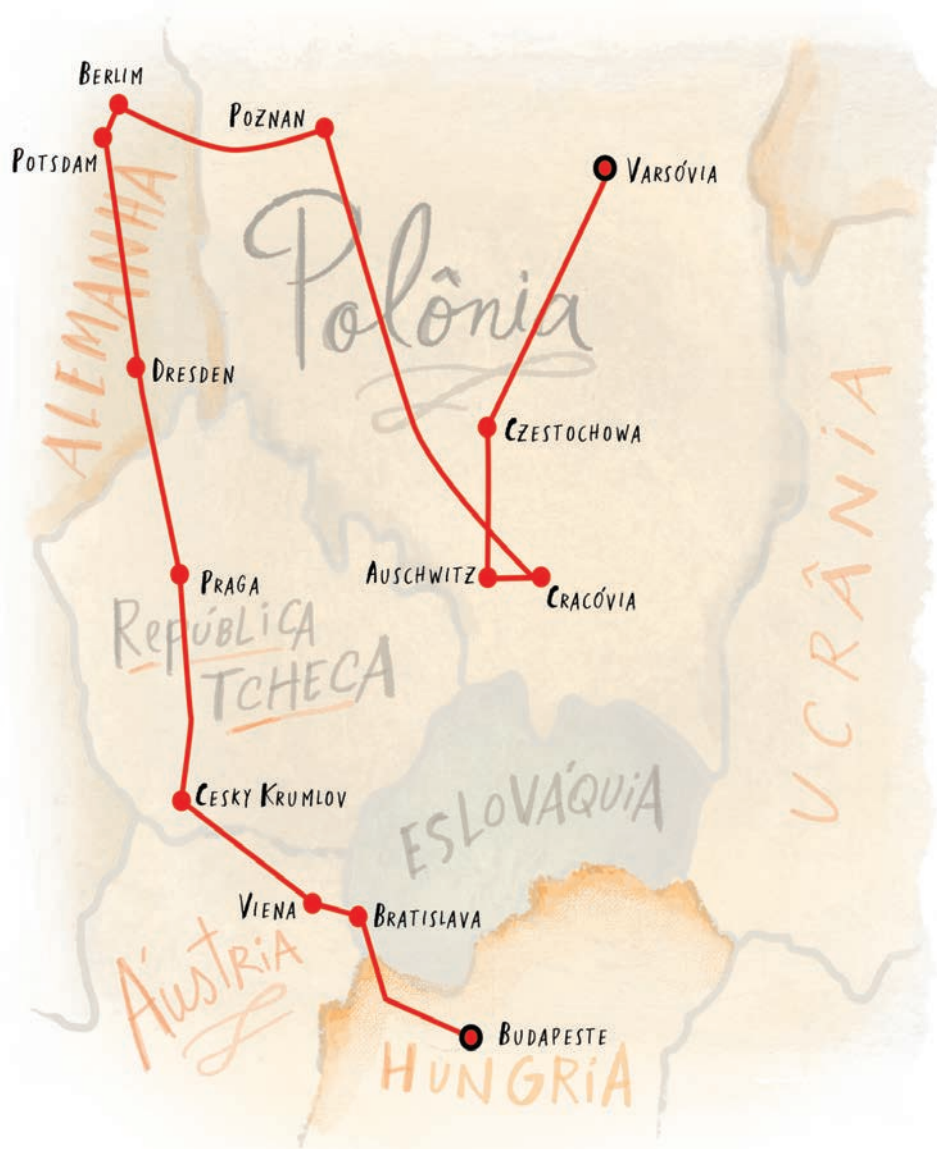 BERLIM
POZNAN
POTSDAM
VARSÓVIA
Polônia
ALEMANHA
DRESDEN
CZESTOCHOWA
UCRÂNIA
PRAGA
AUSCHWITZ
CRACÓVIA
REPÚBLICA
TCHECA
CESKY KRUMLOV
ESLOVÁQUIA
VIENA
BRATISLAVA
ÁUSTRIA
BUDAPESTE
HUNGRIA